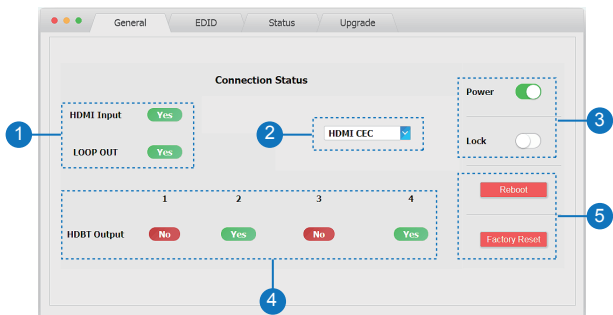 General EDID Status Upgrade
Connection Status
Power
HDMI Input Yes
1
2
HDMI CEC
3
LOOP OUT Yes
Lock
Reboot
1 2 3 4
5
HDBT Output No Yes No Yes
Factory Reset
4